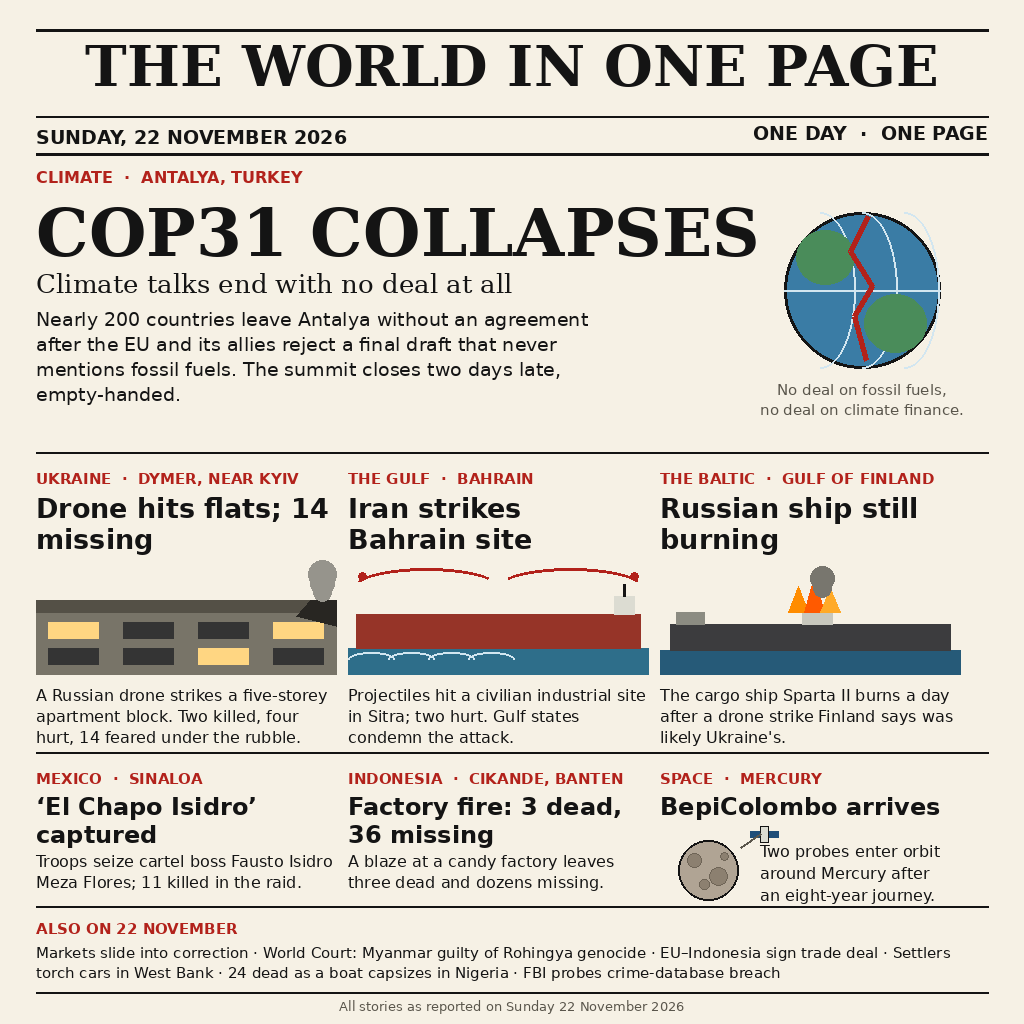 THE WORLD IN ONE PAGE
SUNDAY, 22 NOVEMBER 2026
ONE DAY · ONE PAGE
CLIMATE · ANTALYA, TURKEY
COP31 COLLAPSES
Climate talks end with no deal at all
Nearly 200 countries leave Antalya without an agreement
after the EU and its allies reject a final draft that never
mentions fossil fuels. The summit closes two days late,
empty-handed.
No deal on fossil fuels,
no deal on climate finance.
UKRAINE · DYMER, NEAR KYIV
Drone hits flats; 14
missing
A Russian drone strikes a five-storey
apartment block. Two killed, four
hurt, 14 feared under the rubble.
THE GULF · BAHRAIN
Iran strikes
Bahrain site
Projectiles hit a civilian industrial site
in Sitra; two hurt. Gulf states
condemn the attack.
THE BALTIC · GULF OF FINLAND
Russian ship still
burning
The cargo ship Sparta II burns a day
after a drone strike Finland says was
likely Ukraine's.
MEXICO · SINALOA
‘El Chapo Isidro’
captured
Troops seize cartel boss Fausto Isidro
Meza Flores; 11 killed in the raid.
INDONESIA · CIKANDE, BANTEN
Factory fire: 3 dead,
36 missing
A blaze at a candy factory leaves
three dead and dozens missing.
SPACE · MERCURY
BepiColombo arrives
Two probes enter orbit
around Mercury after
an eight-year journey.
ALSO ON 22 NOVEMBER
Markets slide into correction · World Court: Myanmar guilty of Rohingya genocide · EU–Indonesia sign trade deal · Settlers
torch cars in West Bank · 24 dead as a boat capsizes in Nigeria · FBI probes crime-database breach
All stories as reported on Sunday 22 November 2026